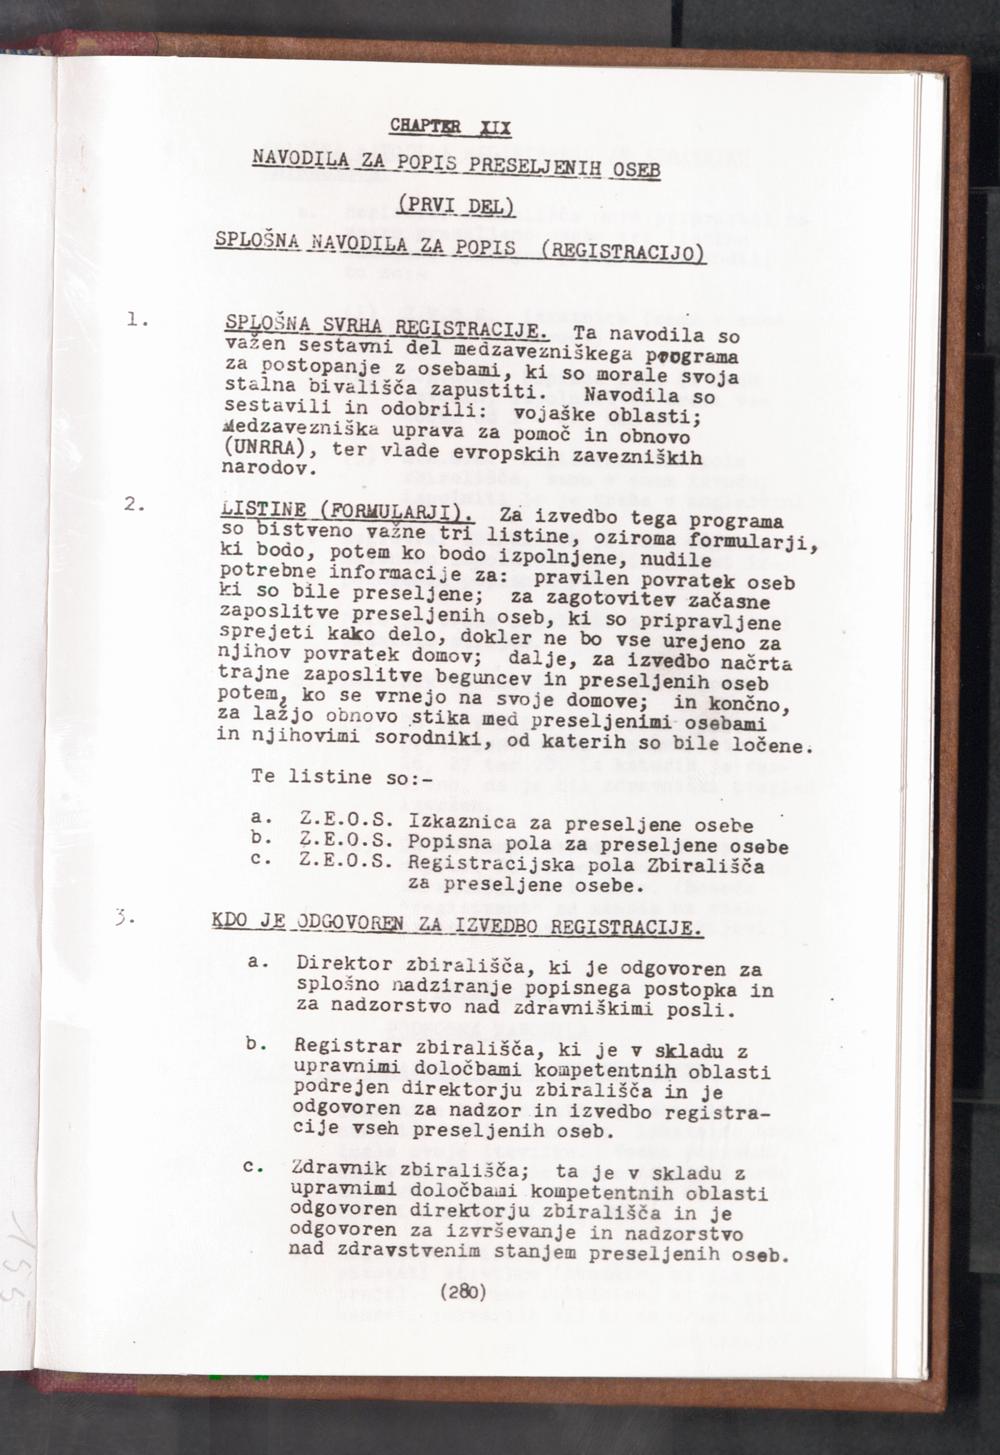 CHAPTER XIX
NAVODILA ZA POPIS PRESELJENIH OSEB
(PRVI DEL)
SPLOŠNA NAVODILA ZA POPIS (REGISTRACIJO)
1. SPLOŠNA SVRHA REGISTRACIJE. Ta navodila so
važen sestavni del medzavezniškega programa
za postopanje z osebami, ki so morale svoja
stalna bivališča zapustiti. Navodila so
sestavili in odobrili: vojaške oblasti;
Medzavezniška uprava za pomoč in obnovo
(UNRRA), ter vlade evropskih zavezniških
narodov.
2. LISTINE (FORMULARJI). Za izvedbo tega programa
so bistveno važne tri listine, oziroma formularji,
ki bodo, potem ko bodo izpolnjene, nudile
potrebne informacije za: pravilen povratek oseb
ki so bile preseljene; za zagotovitev začasne
zaposlitve preseljenih oseb, ki so pripravljene
sprejeti kako delo, dokler ne bo vse urejeno za
njihov povratek domov; dalje, za izvedbo načrta
trajne zaposlitve beguncev in preseljenih oseb
potem, ko se vrnejo na svoje domove; in končno,
za lažjo obnovo stika med preseljenimi osebami
in njihovimi sorodniki, od katerih so bile ločene.
Te listine so:-
a. Z.E.O.S. Izkaznica za preseljene osebe
b. Z.E.O.S. Popisna pola za preseljene osebe
c. Z.E.O.S. Registracijska pola Zbirališča
za preseljene osebe.
3. KDO JE ODGOVOREN ZA IZVEDBO REGISTRACIJE.
a. Direktor zbirališča, ki je odgovoren za
splošno nadziranje popisnega postopka in
za nadzorstvo nad zdravniškimi posli.
b. Registrar zbirališča, ki je v skladu z
upravnimi določbami kompetentnih oblasti
podrejen direktorju zbirališča in je
odgovoren za nadzor in izvedbo registra-
cije vseh preseljenih oseb.
c. Zdravnik zbirališča; ta je v skladu z
upravnimi določbami kompetentnih oblasti
odgovoren direktorju zbirališča in je
odgovoren za izvrševanje in nadzorstvo
nad zdravstvenim stanjem preseljenih oseb.
(280)